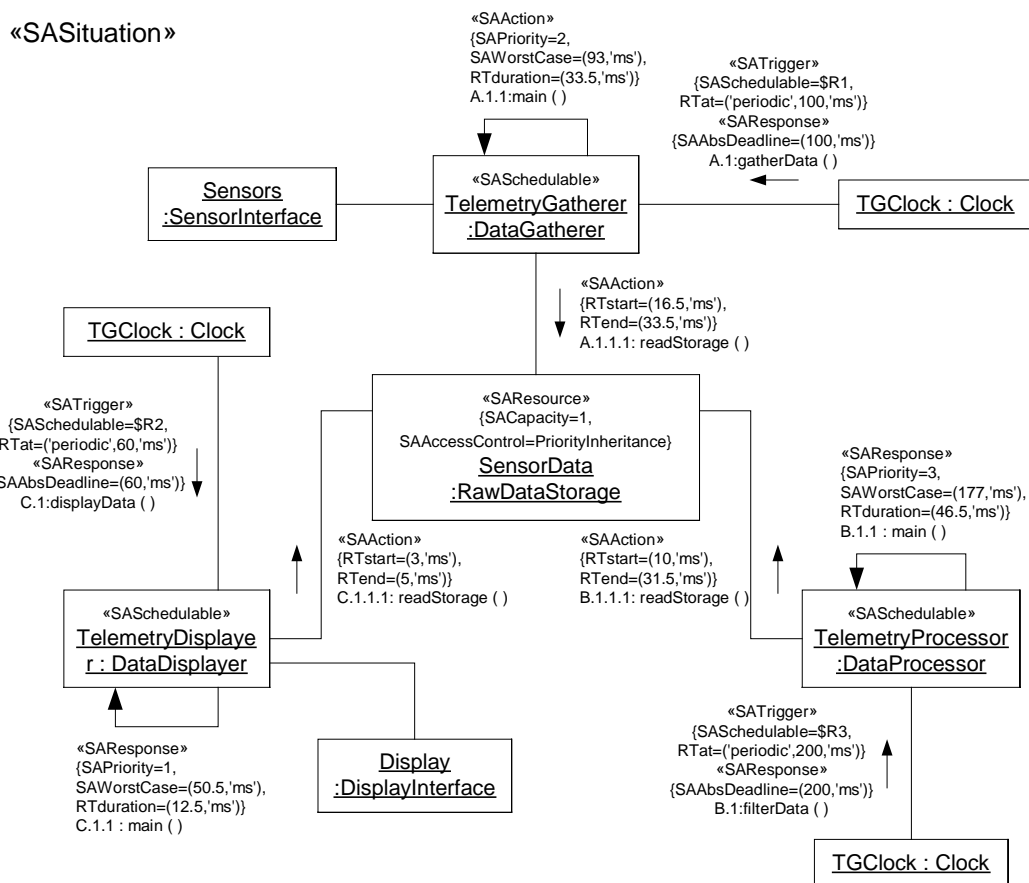 «SASituation»
«SAAction»
{SAPriority=2,
SAWorstCase=(93,'ms'),
RTduration=(33.5,'ms')}
A.1.1:main ( )
«SATrigger»
{SASchedulable=$R1,
RTat=('periodic',100,'ms')}
«SAResponse»
{SAAbsDeadline=(100,'ms')}
A.1:gatherData ( )
Sensors
:SensorInterface
«SASchedulable»
TelemetryGatherer
:DataGatherer
TGClock : Clock
«SAAction»
{RTstart=(16.5,'ms'),
RTend=(33.5,'ms')}
A.1.1.1: readStorage ( )
TGClock : Clock
«SATrigger»
{SASchedulable=$R2,
RTat=('periodic',60,'ms')}
«SAResponse»
SAAbsDeadline=(60,'ms')}
C.1:displayData ( )
«SAResource»
{SACapacity=1,
SAAccessControl=PriorityInheritance}
SensorData
:RawDataStorage
«SAResponse»
{SAPriority=3,
SAWorstCase=(177,'ms'),
RTduration=(46.5,'ms')}
B.1.1 : main ( )
«SAAction»
{RTstart=(3,'ms'),
RTend=(5,'ms')}
C.1.1.1: readStorage ( )
«SAAction»
{RTstart=(10,'ms'),
RTend=(31.5,'ms')}
B.1.1.1: readStorage ( )
«SASchedulable»
TelemetryDisplaye
r : DataDisplayer
«SASchedulable»
TelemetryProcessor
:DataProcessor
«SAResponse»
{SAPriority=1,
SAWorstCase=(50.5,'ms'),
RTduration=(12.5,'ms')}
C.1.1 : main ( )
Display
:DisplayInterface
«SATrigger»
{SASchedulable=$R3,
RTat=('periodic',200,'ms')}
«SAResponse»
{SAAbsDeadline=(200,'ms')}
B.1:filterData ( )
TGClock : Clock